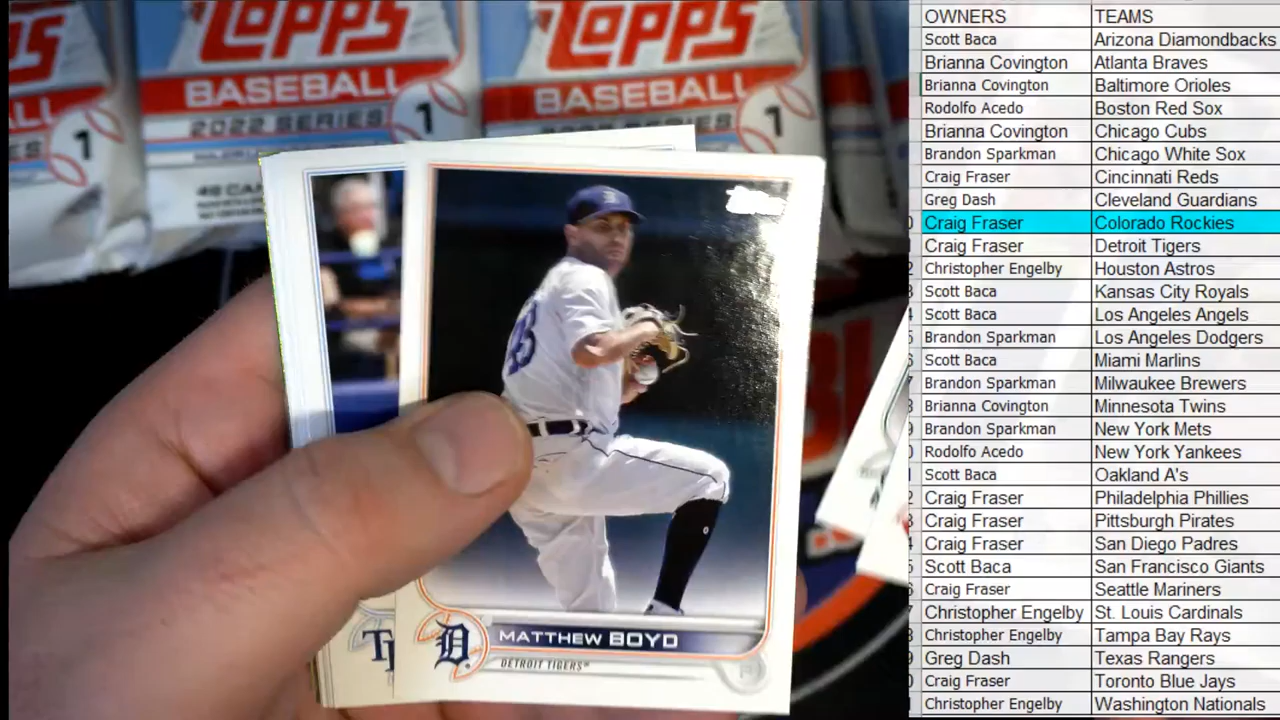 TOPPS
TOPPS
BASEBALL
BASEBALL
2022 SERIES
1
1
1
Topps
MATTHEW BOYD
DETROIT TIGERS
D
OWNERS TEAMS
Scott Baca Arizona Diamondbacks
Brianna Covington Atlanta Braves
Brianna Covington Baltimore Orioles
Rodolfo Acedo Boston Red Sox
Brianna Covington Chicago Cubs
Brandon Sparkman Chicago White Sox
Craig Fraser Cincinnati Reds
Greg Dash Cleveland Guardians
Craig Fraser Colorado Rockies
Craig Fraser Detroit Tigers
Christopher Engelby Houston Astros
Scott Baca Kansas City Royals
Scott Baca Los Angeles Angels
Brandon Sparkman Los Angeles Dodgers
Scott Baca Miami Marlins
Brandon Sparkman Milwaukee Brewers
Brianna Covington Minnesota Twins
Brandon Sparkman New York Mets
Rodolfo Acedo New York Yankees
Scott Baca Oakland A's
Craig Fraser Philadelphia Phillies
Craig Fraser Pittsburgh Pirates
Craig Fraser San Diego Padres
Scott Baca San Francisco Giants
Craig Fraser Seattle Mariners
Christopher Engelby St. Louis Cardinals
Christopher Engelby Tampa Bay Rays
Greg Dash Texas Rangers
Craig Fraser Toronto Blue Jays
Christopher Engelby Washington Nationals